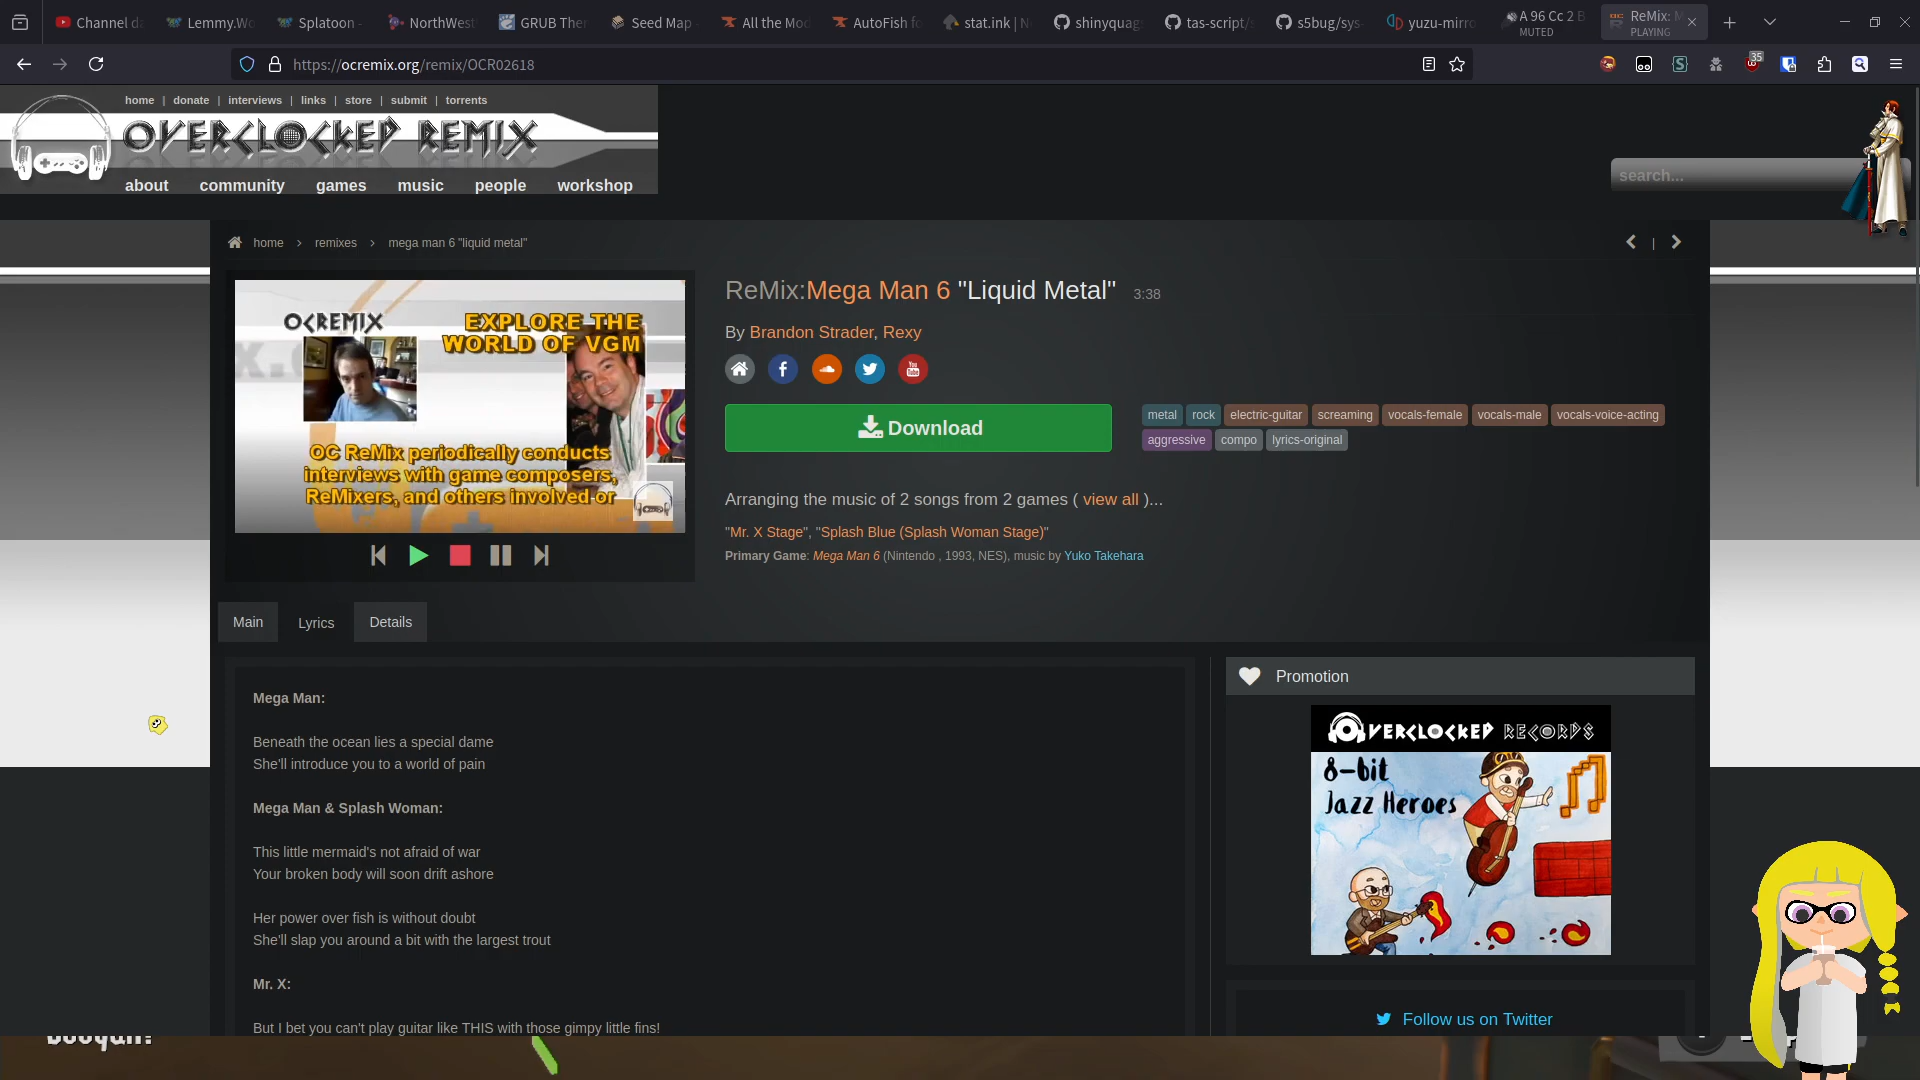 Channel da
Lemmy.Wo
Splatoon -
NorthWest
GRUB Them
Seed Map -
All the Mod
AutoFish fo
stat.ink | N
shinyquag
tas-script/s
s5bug/sys-
yuzu-mirro
A 96 Cc 2 B
MUTED
ReMix: M
PLAYING
https://ocremix.org/remix/OCR02618
35
home | donate | interviews | links | store | submit | torrents
OVERCLOCKED REMIX
about community games music people workshop
search...
home > remixes > mega man 6 "liquid metal"
OCREMIX
EXPLORE THE
WORLD OF VGM
OC ReMix periodically conducts
interviews with game composers,
ReMixers, and others involved or
ReMix:Mega Man 6 "Liquid Metal" 3:38
By Brandon Strader, Rexy
Download
metal rock electric-guitar screaming vocals-female vocals-male vocals-voice-acting
aggressive compo lyrics-original
Arranging the music of 2 songs from 2 games ( view all )...
"Mr. X Stage", "Splash Blue (Splash Woman Stage)"
Primary Game: Mega Man 6 (Nintendo , 1993, NES), music by Yuko Takehara
Main Lyrics Details
Mega Man:
Beneath the ocean lies a special dame
She'll introduce you to a world of pain
Mega Man & Splash Woman:
This little mermaid's not afraid of war
Your broken body will soon drift ashore
Her power over fish is without doubt
She'll slap you around a bit with the largest trout
Mr. X:
But I bet you can't play guitar like THIS with those gimpy little fins!
Promotion
OVERCLOCKED RECORDS
8-bit
Jazz Heroes
Follow us on Twitter
Booyah!